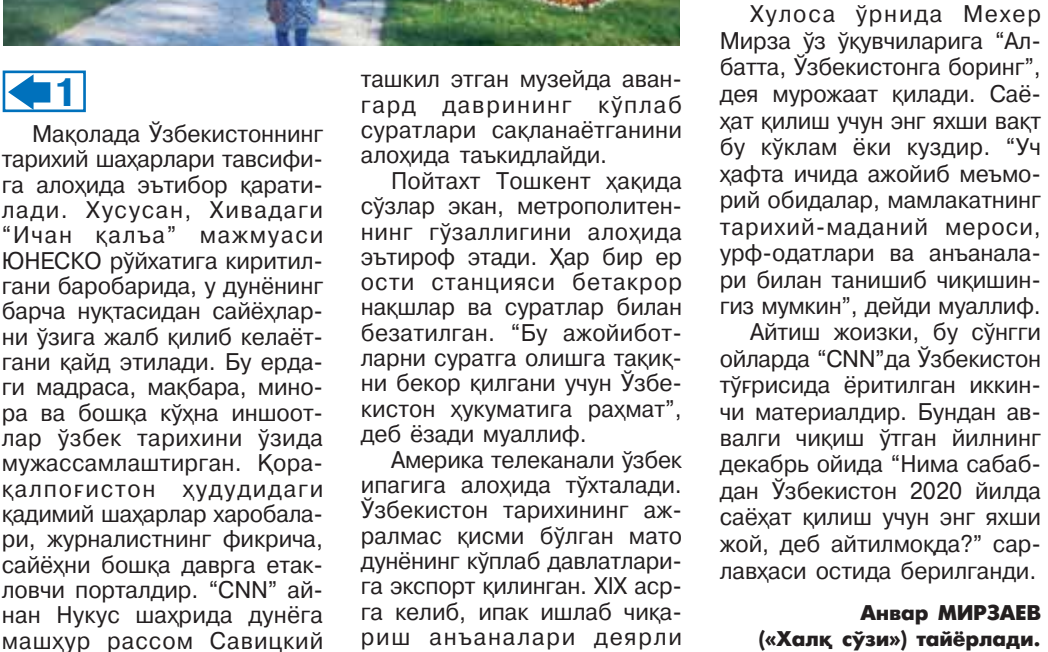 1
Мақолада Ўзбекистоннинг
тарихий шаҳарлари тавсифи-
га алоҳида эътибор қарати-
лади. Хусусан, Хивадаги
“Ичан қалъа” мажмуаси
ЮНЕСКО рўйхатига киритил-
гани баробарида, у дунёнинг
барча нуқтасидан сайёҳлар-
ни ўзига жалб қилиб келаёт-
гани қайд этилади. Бу ерда-
ги мадраса, мақбара, мино-
ра ва бошқа кўҳна иншоот-
лар ўзбек тарихини ўзида
мужассамлаштирган. Қора-
қалпоғистон ҳудудидаги
қадимий шаҳарлар харобала-
ри, журналистнинг фикрича,
сайёҳни бошқа даврга етак-
ловчи порталдир. “CNN” ай-
нан Нукус шаҳрида дунёга
машҳур рассом Савицкий
ташкил этган музейда аван-
гард даврининг кўплаб
суратлари сақланаётганини
алоҳида таъкидлайди.
Пойтахт Тошкент ҳақида
сўзлар экан, метрополитен-
нинг гўзаллигини алоҳида
эътироф этади. Ҳар бир ер
ости станцияси бетакрор
нақшлар ва суратлар билан
безатилган. “Бу ажойибот-
ларни суратга олишга тақиқ-
ни бекор қилгани учун Ўзбе-
кистон ҳукуматига раҳмат”,
деб ёзади муаллиф.
Америка телеканали ўзбек
ипагига алоҳида тўхталади.
Ўзбекистон тарихининг аж-
ралмас қисми бўлган мато
дунёнинг кўплаб давлатлари-
га экспорт қилинган. XIX аср-
га келиб, ипак ишлаб чиқа-
риш анъаналари деярли
Хулоса ўрнида Мехер
Мирза ўз ўқувчиларига “Ал-
батта, Ўзбекистонга боринг”,
дея мурожаат қилади. Саё-
ҳат қилиш учун энг яхши вақт
бу кўклам ёки куздир. “Уч
ҳафта ичида ажойиб меъмо-
рий обидалар, мамлакатнинг
тарихий-маданий мероси,
урф-одатлари ва анъанала-
ри билан танишиб чиқишин-
гиз мумкин”, дейди муаллиф.
Айтиш жоизки, бу сўнгги
ойларда “CNN”да Ўзбекистон
тўғрисида ёритилган иккин-
чи материалдир. Бундан ав-
валги чиқиш ўтган йилнинг
декабрь ойида “Нима сабаб-
дан Ўзбекистон 2020 йилда
саёҳат қилиш учун энг яхши
жой, деб айтилмоқда?” сар-
лавҳаси остида берилганди.
Анвар МИРЗАЕВ
(«Халқ сўзи») тайёрлади.